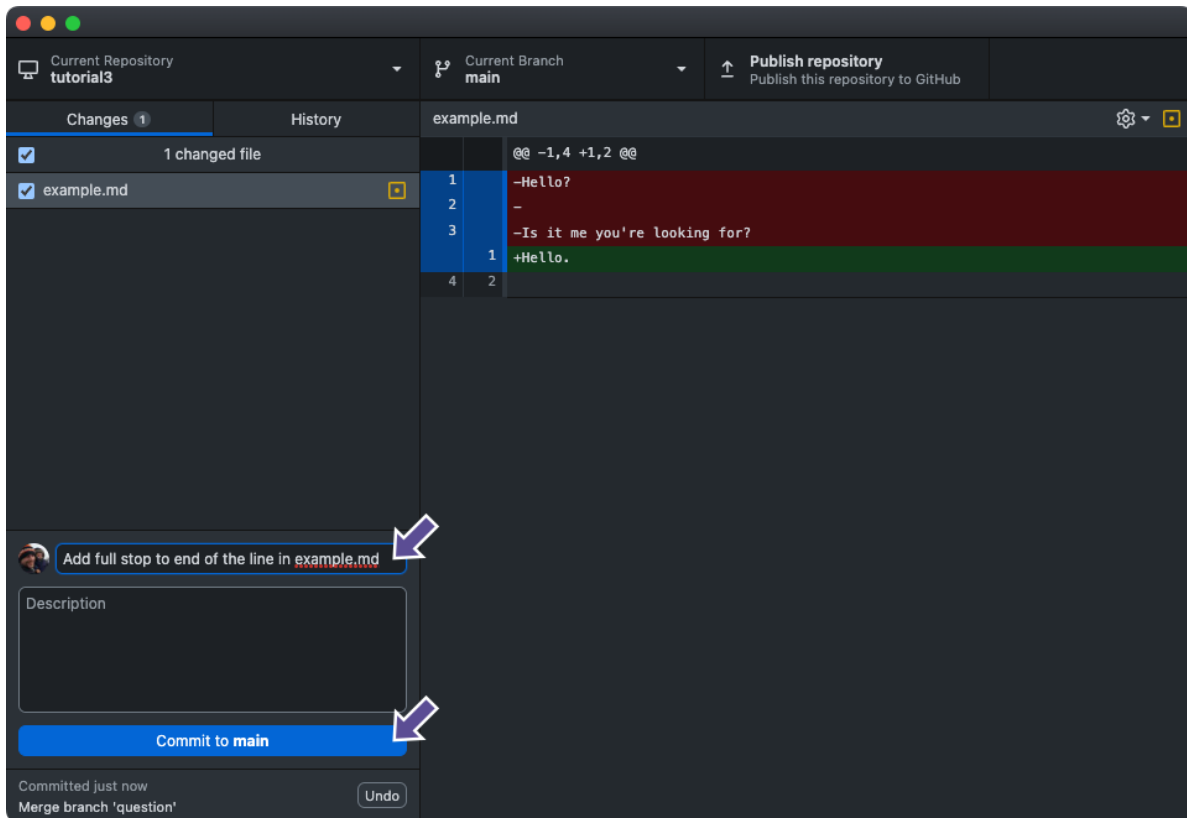 Current Repository
tutorial3
Current Branch
main
Publish repository
Publish this repository to GitHub
Changes 1
History
example.md
1 changed file
example.md
@@ -1,4 +1,2 @@
1 -Hello?
2 -
3 -Is it me you're looking for?
1 +Hello.
4 2
Add full stop to end of the line in example.md
Description
Commit to main
Committed just now
Merge branch 'question'
Undo